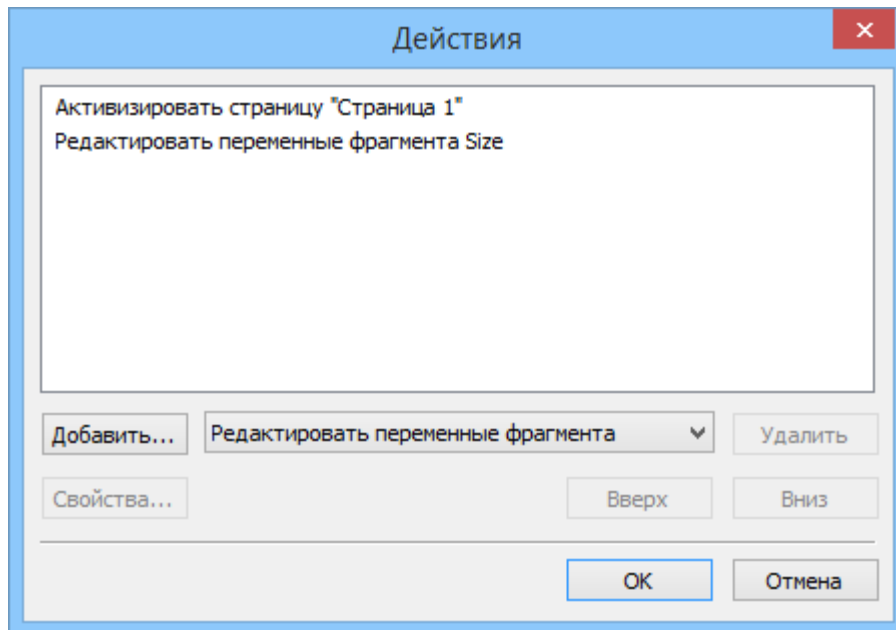 Действия
Активизировать страницу "Страница 1"
Редактировать переменные фрагмента Size
Добавить... Редактировать переменные фрагмента Удалить
Свойства... Вверх Вниз
OK Отмена